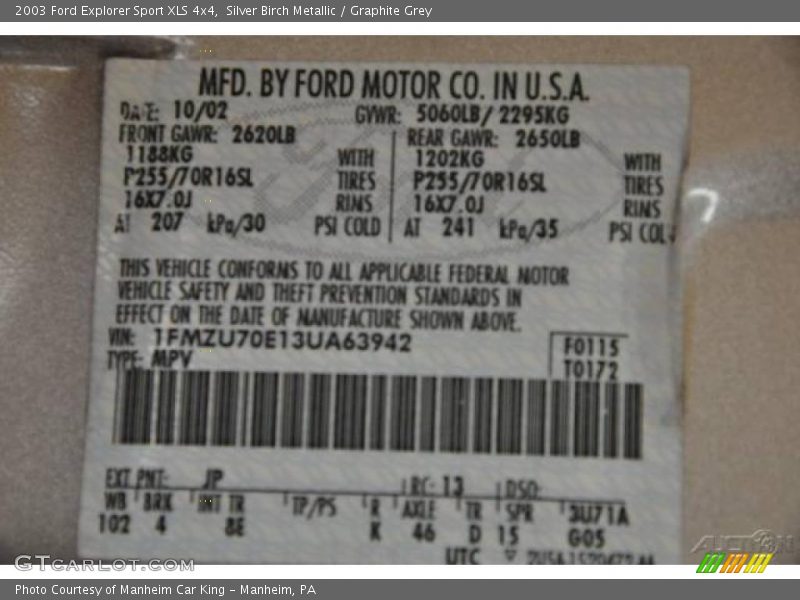 2003 Ford Explorer Sport XLS 4x4,  Silver Birch Metallic / Graphite Grey
MFD. BY FORD MOTOR CO. IN U.S.A.
DATE: 10/02 GVWR: 5060LB/ 2295KG
FRONT GAWR: 2620LB REAR GAWR: 2650LB
1188KG WITH 1202KG WITH
P255/70R16SL TIRES P255/70R16SL TIRES
16X7.0J RIMS 16X7.0J RIMS
AT 207 kPa/30 PSI COLD AT 241 kPa/35 PSI COLD
THIS VEHICLE CONFORMS TO ALL APPLICABLE FEDERAL MOTOR
VEHICLE SAFETY AND THEFT PREVENTION STANDARDS IN
EFFECT ON THE DATE OF MANUFACTURE SHOWN ABOVE.
VIN: 1FMZU70E13UA63942 F0115
TYPE: MPV T0172
EXT PNT: JP RC: 13 DSO:
WB BRK INT TR TP/PS R AXLE TR SPR 3U71A
102 4 8E K 46 D 15 G05
UTC
GTCARLOT.COM
Photo Courtesy of Manheim Car King - Manheim, PA